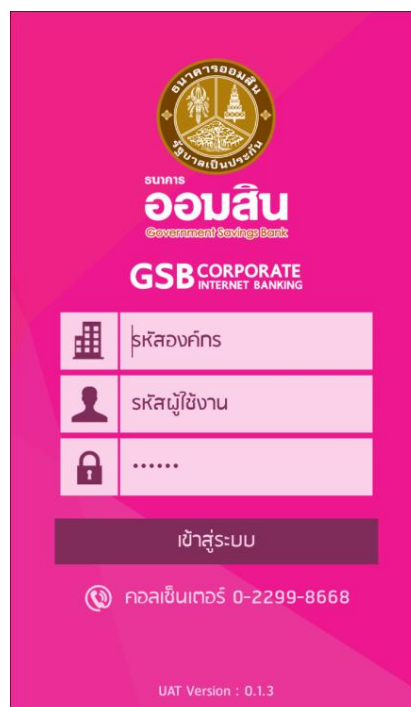 ธนาคารออมสิน
รัฐบาลเป็นประกัน
ธนาคาร
ออมสิน
Government Savings Bank
GSB CORPORATE
INTERNET BANKING
รหัสองค์กร
รหัสผู้ใช้งาน
••••••
เข้าสู่ระบบ
คอลเซ็นเตอร์ 0-2299-8668
UAT Version : 0.1.3